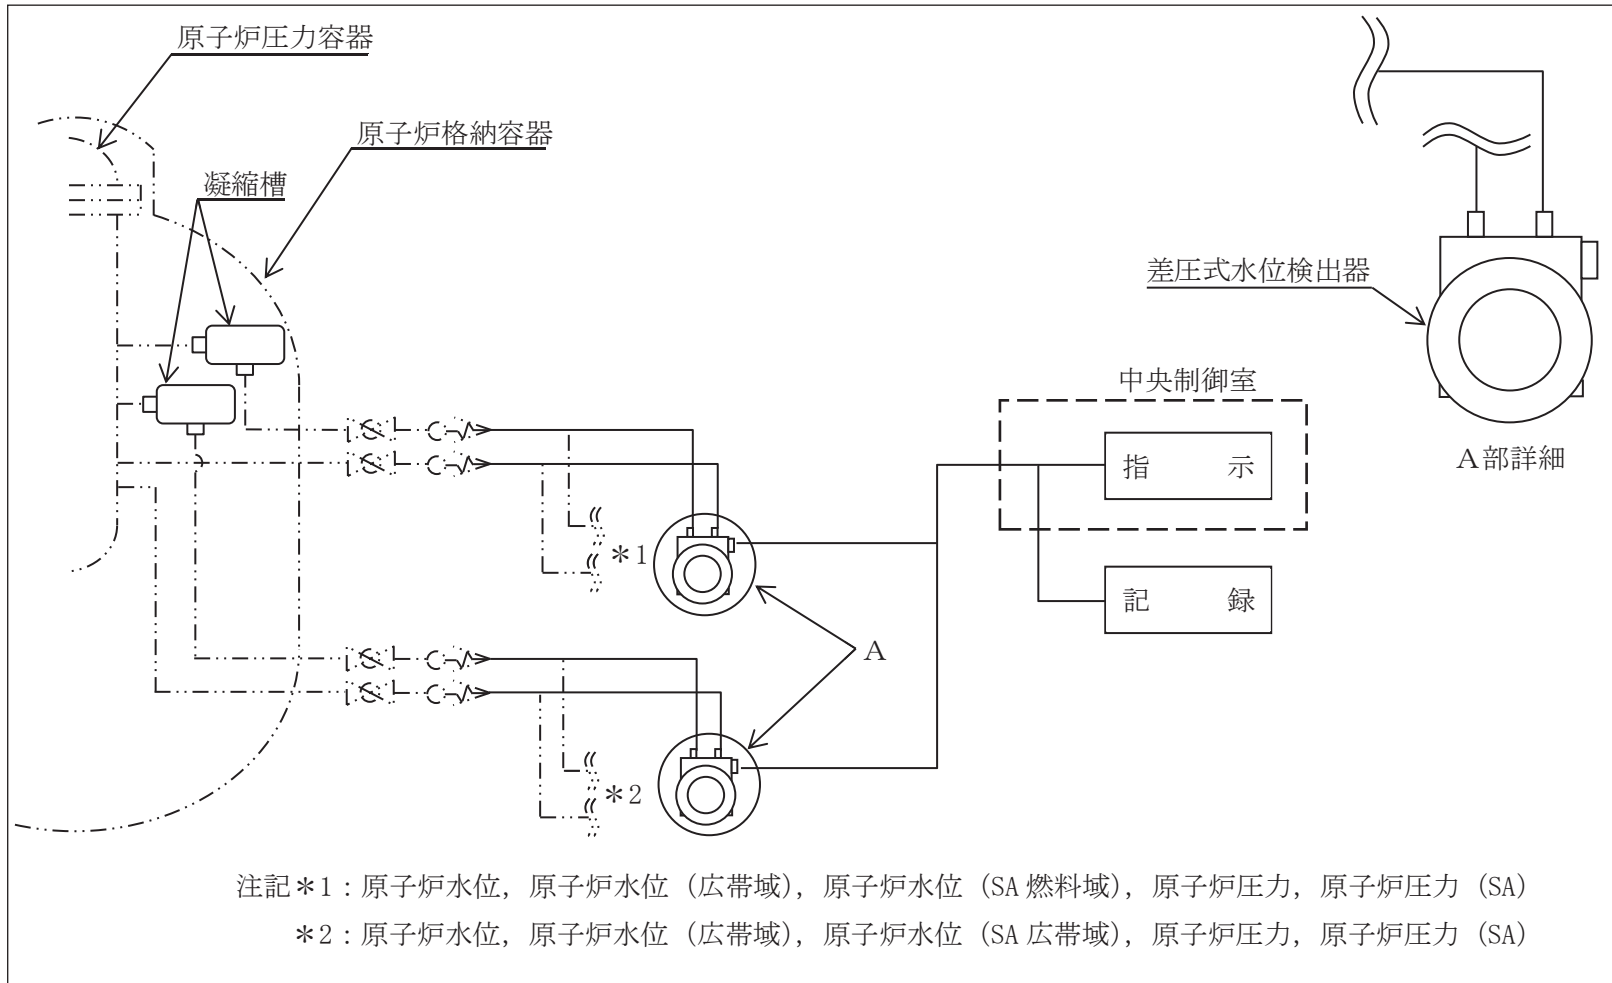 原子炉圧力容器
原子炉格納容器
凝縮槽
差圧式水位検出器
中央制御室
指　　示
A部詳細
＊1
記　　録
A
＊2
注記＊1：原子炉水位，原子炉水位（広帯域），原子炉水位（SA 燃料域），原子炉圧力，原子炉圧力（SA）
＊2：原子炉水位，原子炉水位（広帯域），原子炉水位（SA 広帯域），原子炉圧力，原子炉圧力（SA）